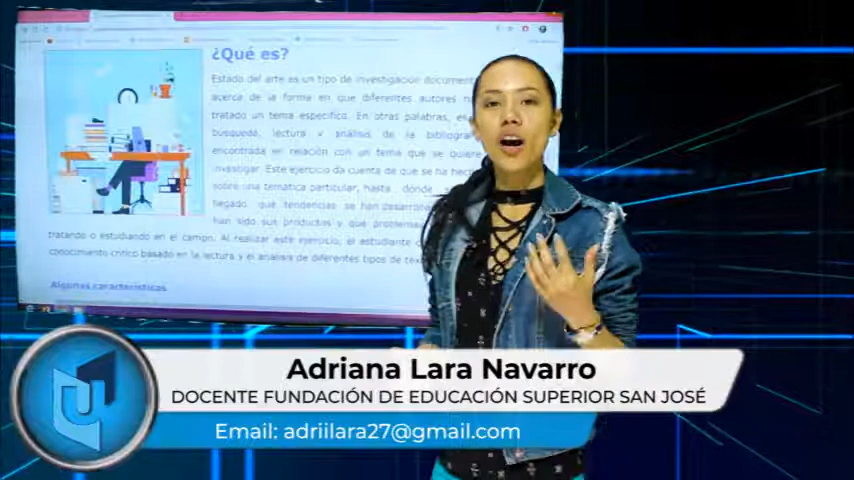 ¿Qué es?
Estado del arte es un tipo de investigación document
acerca de la forma en que diferentes autores
tratado un tema específico. En otras palabras, es
búsqueda, lectura y análisis de la bibliogra
encontrada en relación con un tema que se quiere
investigar. Este ejercicio da cuenta de que se ha hech
sobre una temática particular, hasta dónde
llegado, qué tendencias se han desarro
han sido sus productos y qué problema
tratando o estudiando en el campo. Al realizar este ejercicio, el estudiante
conocimiento crítico basado en la lectura y el análisis de diferentes tipos de tex
Algunas características
Adriana Lara Navarro
DOCENTE FUNDACIÓN DE EDUCACIÓN SUPERIOR SAN JOSÉ
Email: adriilara27@gmail.com